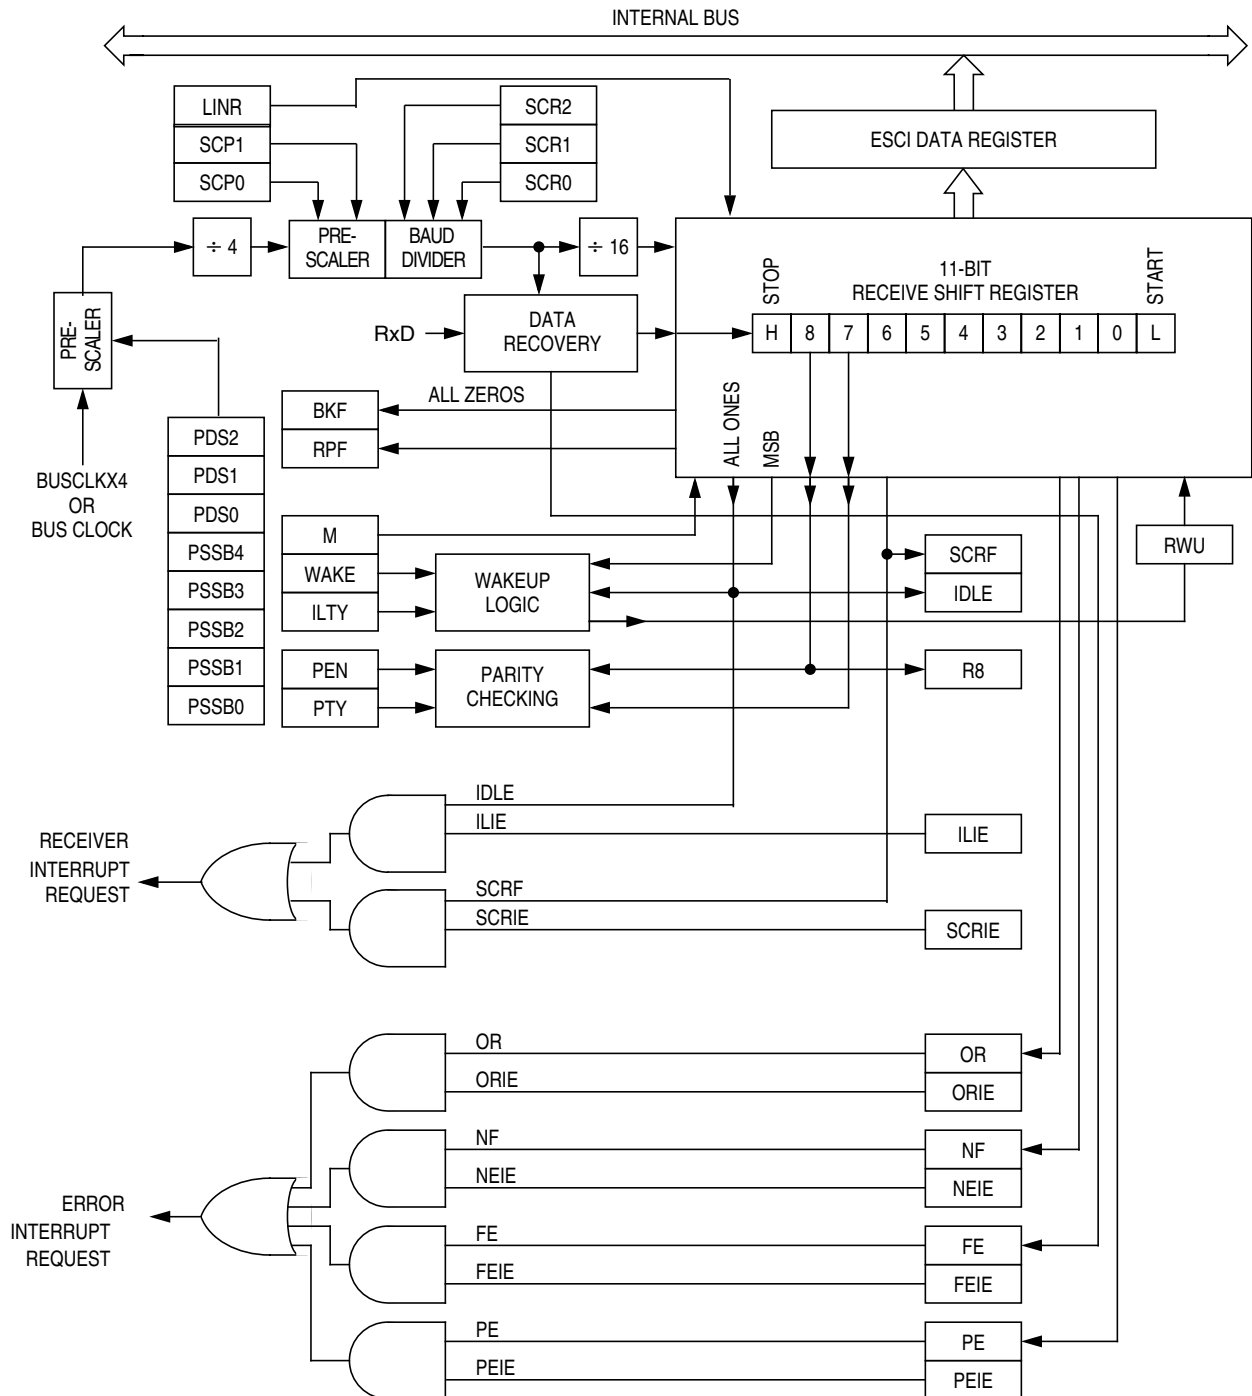 INTERNAL BUS
LINR
SCP1
SCP0
SCR2
SCR1
SCR0
ESCI DATA REGISTER
÷ 4
PRE-
SCALER
BAUD
DIVIDER
÷ 16
11-BIT
RECEIVE SHIFT REGISTER
STOP
START
H 8 7 6 5 4 3 2 1 0 L
PRE-
SCALER
RxD
DATA
RECOVERY
BKF
RPF
ALL ZEROS
ALL ONES
MSB
BUSCLKX4
OR
BUS CLOCK
PDS2
PDS1
PDS0
PSSB4
PSSB3
PSSB2
PSSB1
PSSB0
M
WAKE
ILTY
WAKEUP
LOGIC
SCRF
IDLE
RWU
PEN
PTY
PARITY
CHECKING
R8
RECEIVER
INTERRUPT
REQUEST
IDLE
ILIE
ILIE
SCRF
SCRIE
SCRIE
ERROR
INTERRUPT
REQUEST
OR
OR
ORIE
ORIE
NF
NF
NEIE
NEIE
FE
FE
FEIE
FEIE
PE
PE
PEIE
PEIE